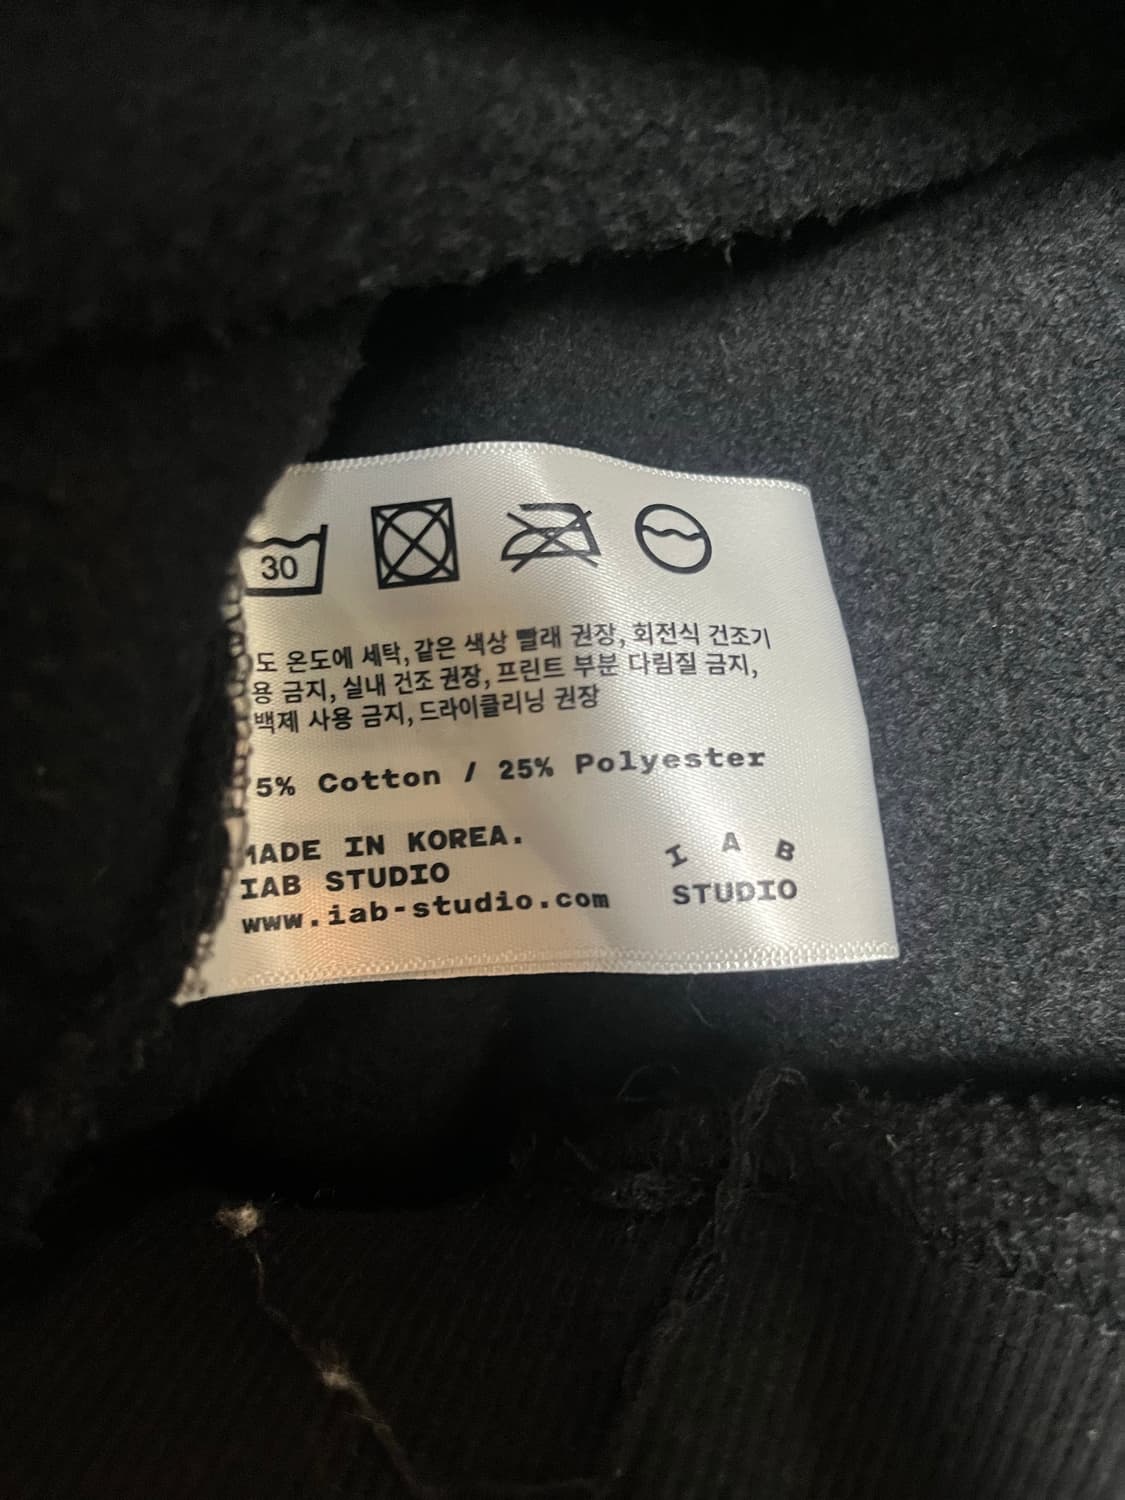 30
도 온도에 세탁, 같은 색상 빨래 권장, 회전식 건조기
용 금지, 실내 건조 권장, 프린트 부분 다림질 금지,
백제 사용 금지, 드라이클리닝 권장
5% Cotton / 25% Polyester
MADE IN KOREA.
IAB STUDIO
www.iab-studio.com
I A B
STUDIO